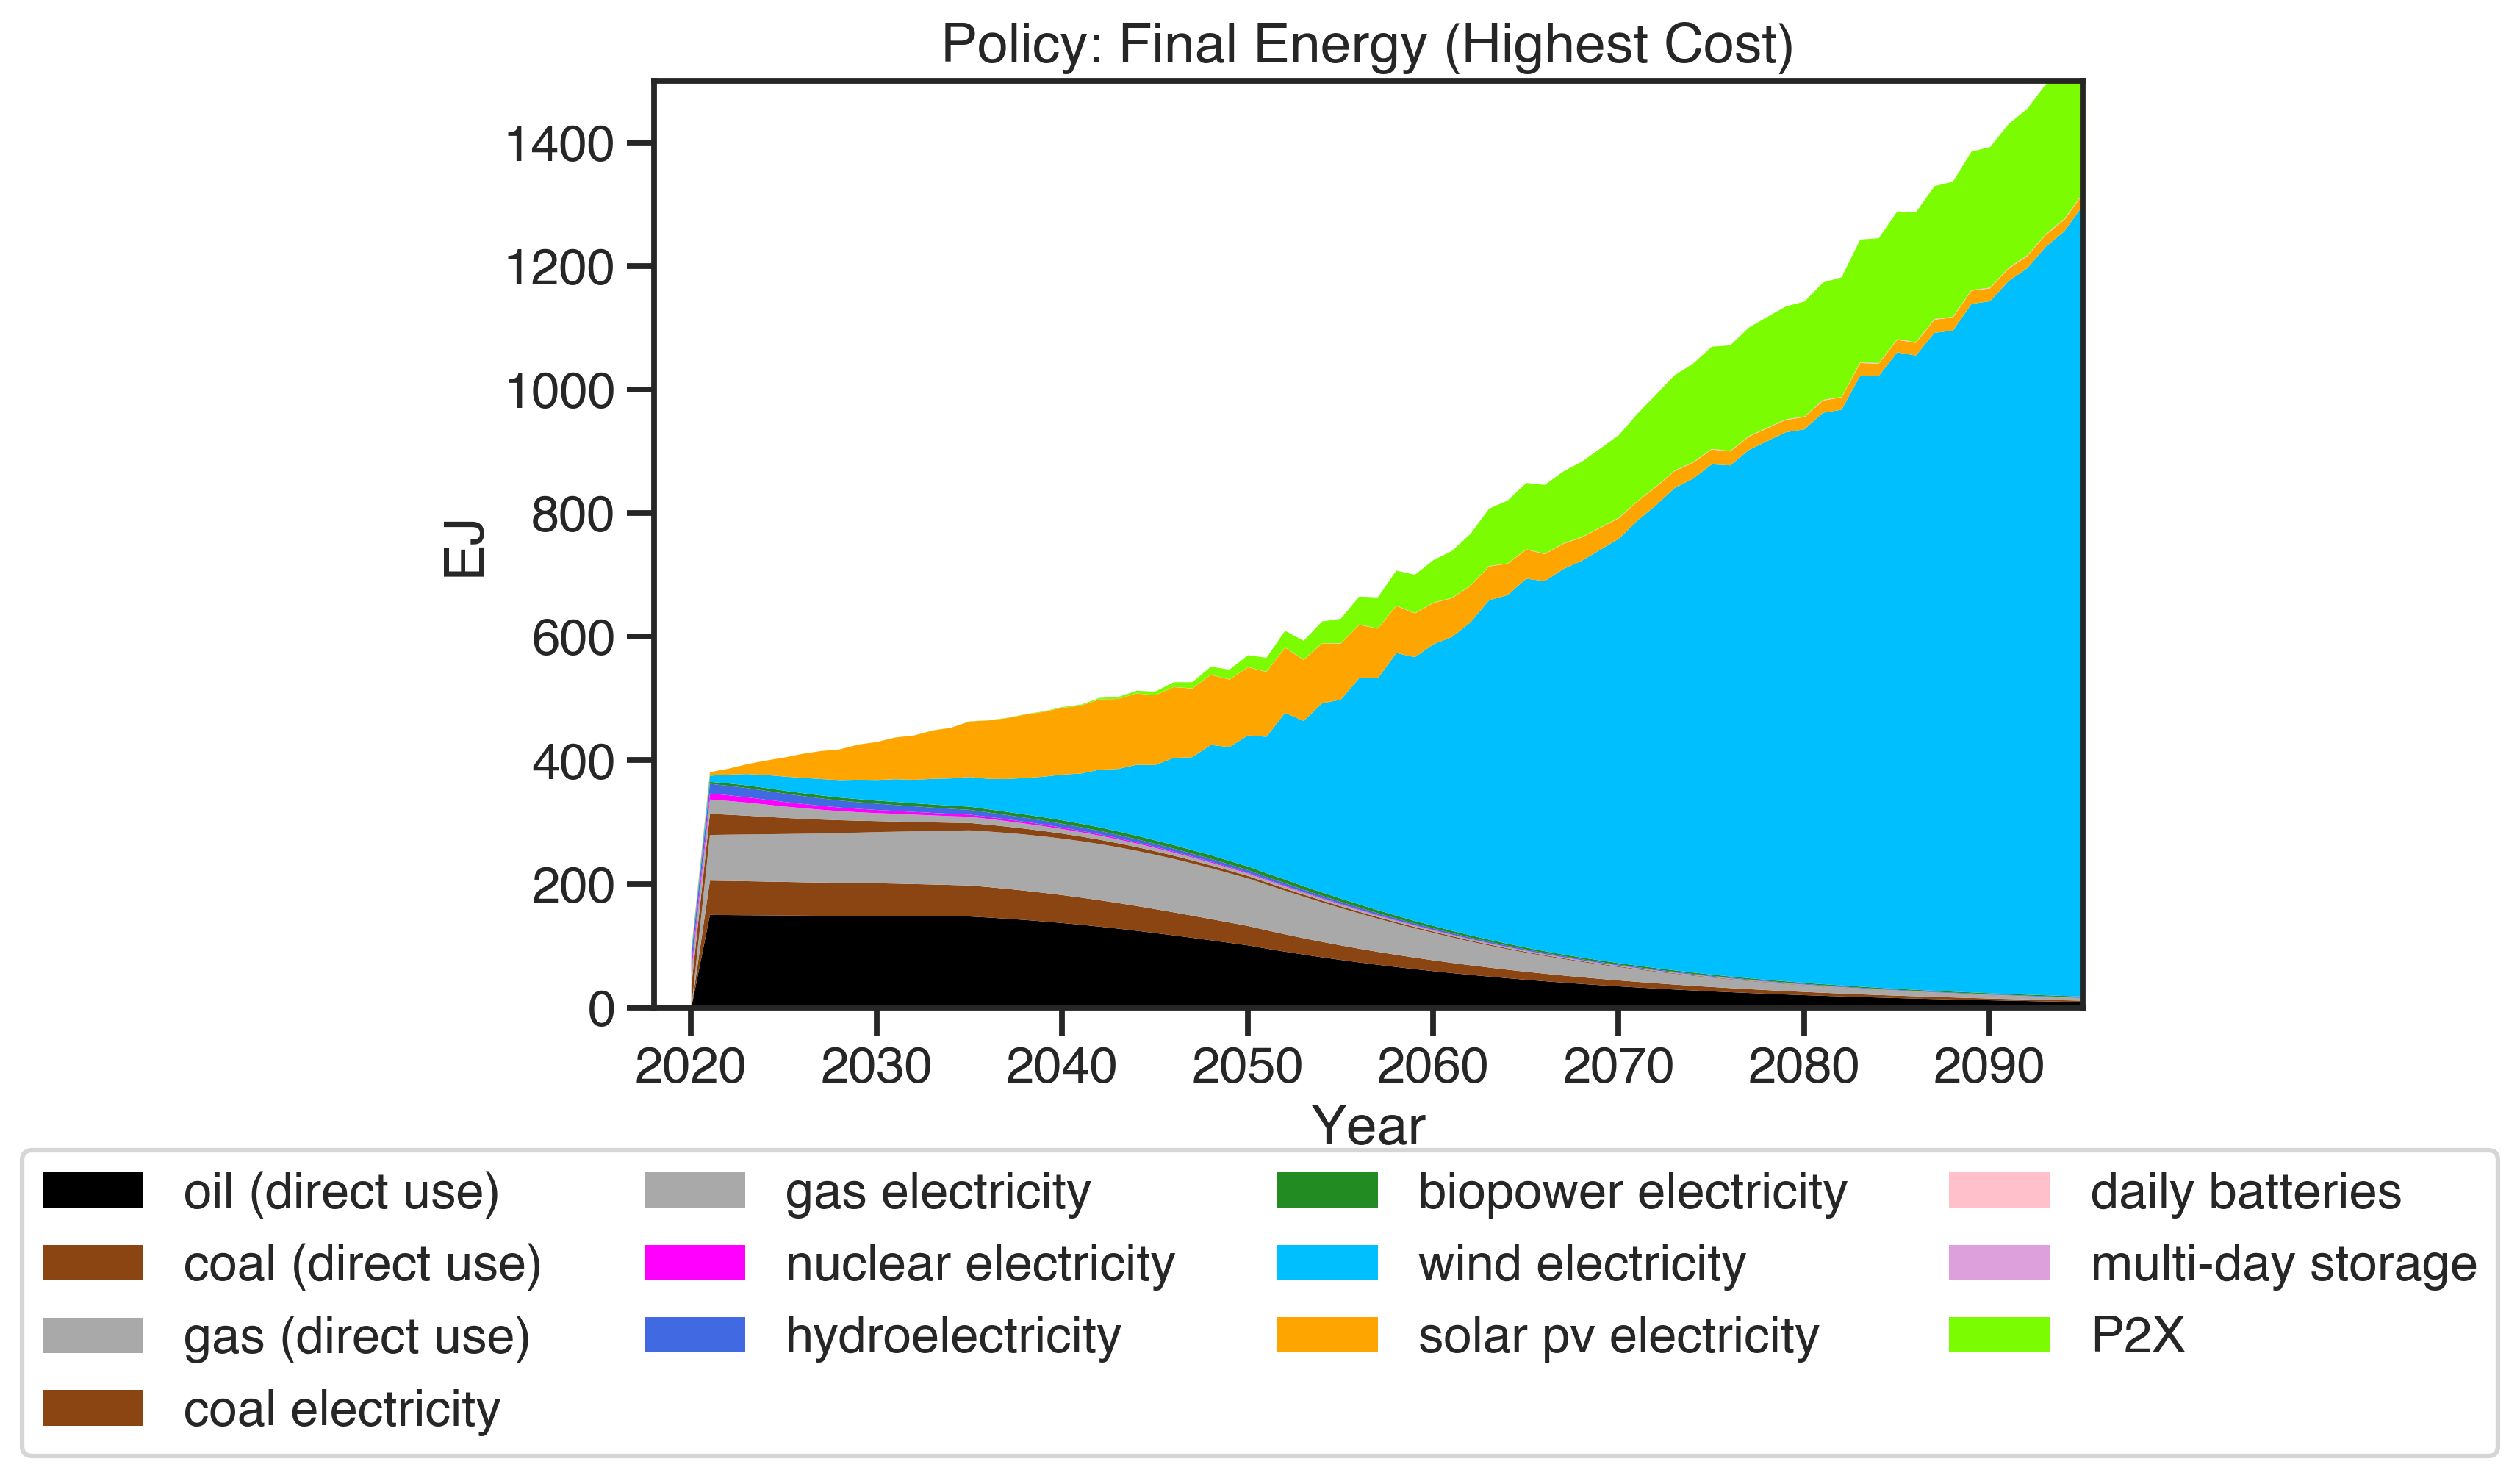 Policy: Final Energy (Highest Cost)
1400
1200
1000
800
600
400
200
0
EJ
2020 2030 2040 2050 2060 2070 2080 2090
Year
oil (direct use)
coal (direct use)
gas (direct use)
coal electricity
gas electricity
nuclear electricity
hydroelectricity
biopower electricity
wind electricity
solar pv electricity
daily batteries
multi-day storage
P2X